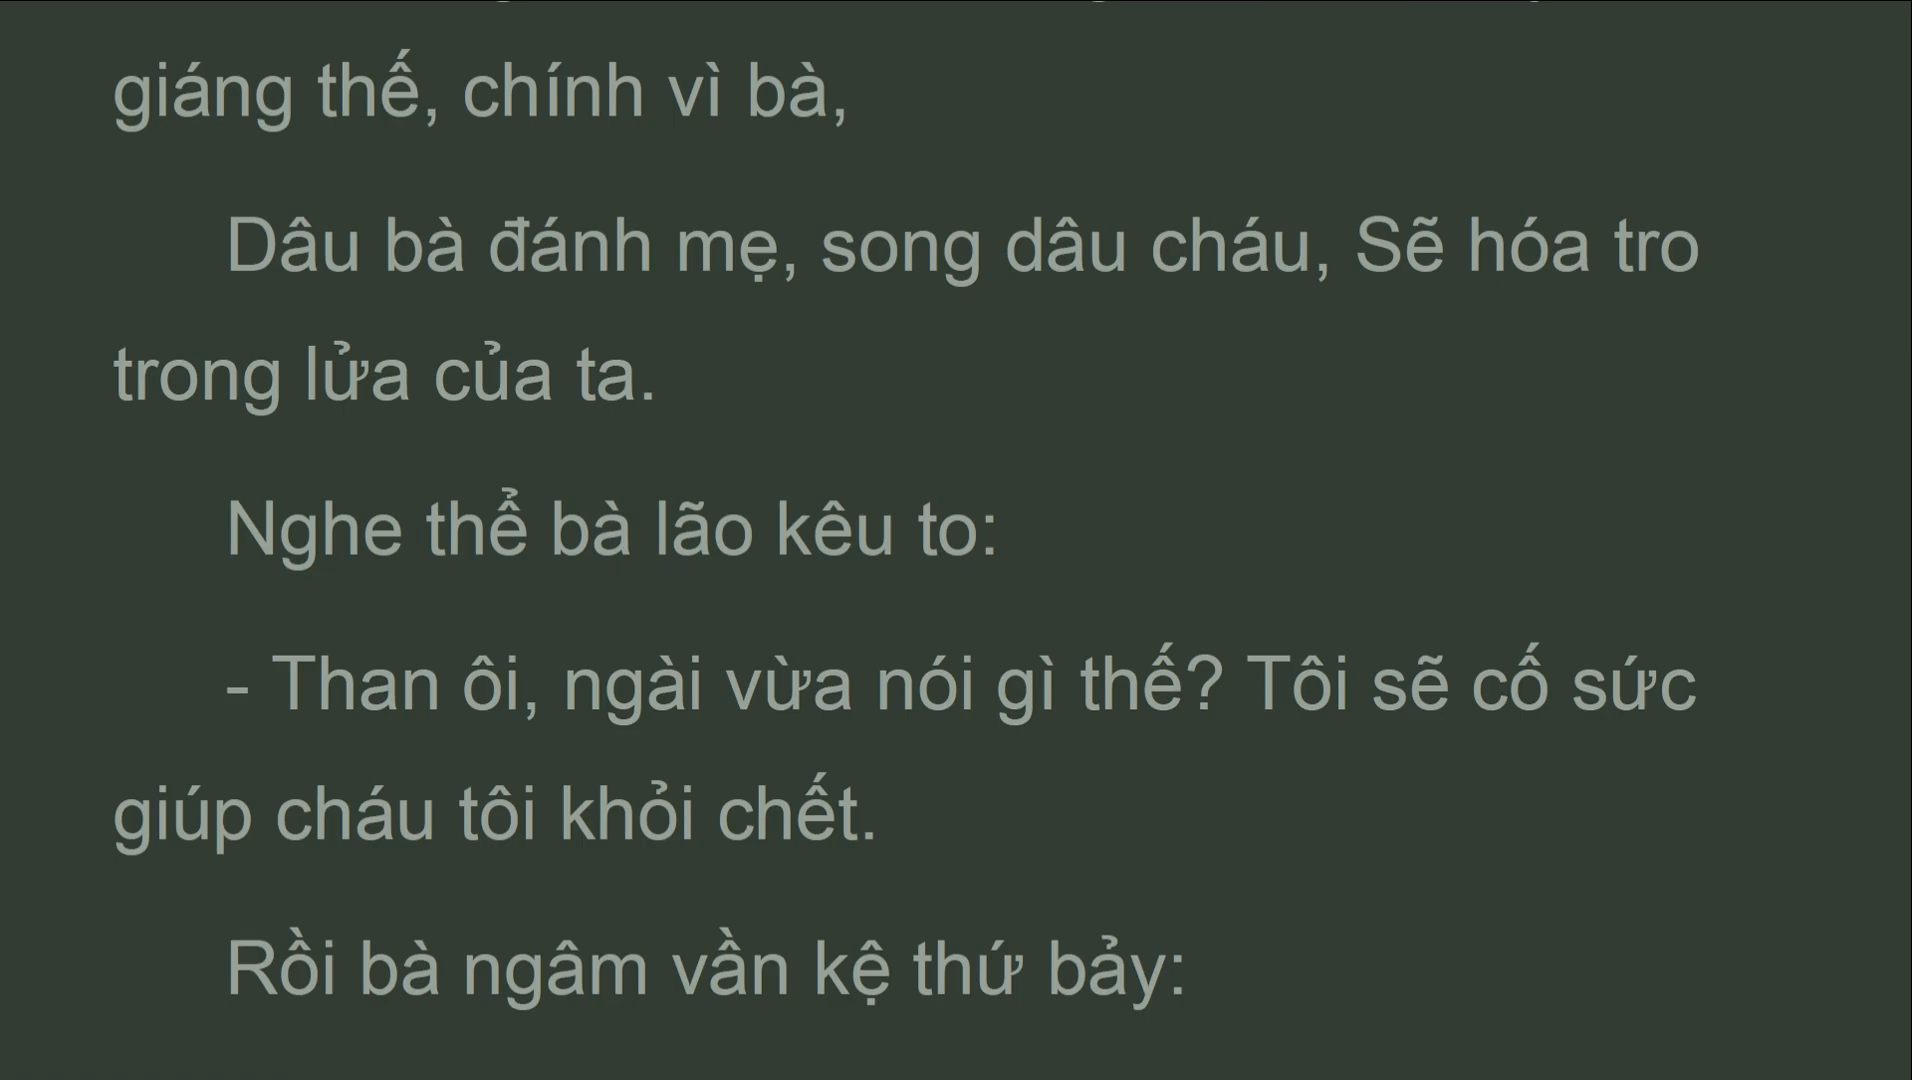 giáng thế, chính vì bà,
Dâu bà đánh mẹ, song dâu cháu, Sẽ hóa tro
trong lửa của ta.
Nghe thể bà lão kêu to:
- Than ôi, ngài vừa nói gì thế? Tôi sẽ cố sức
giúp cháu tôi khỏi chết.
Rồi bà ngâm vần kệ thứ bảy: